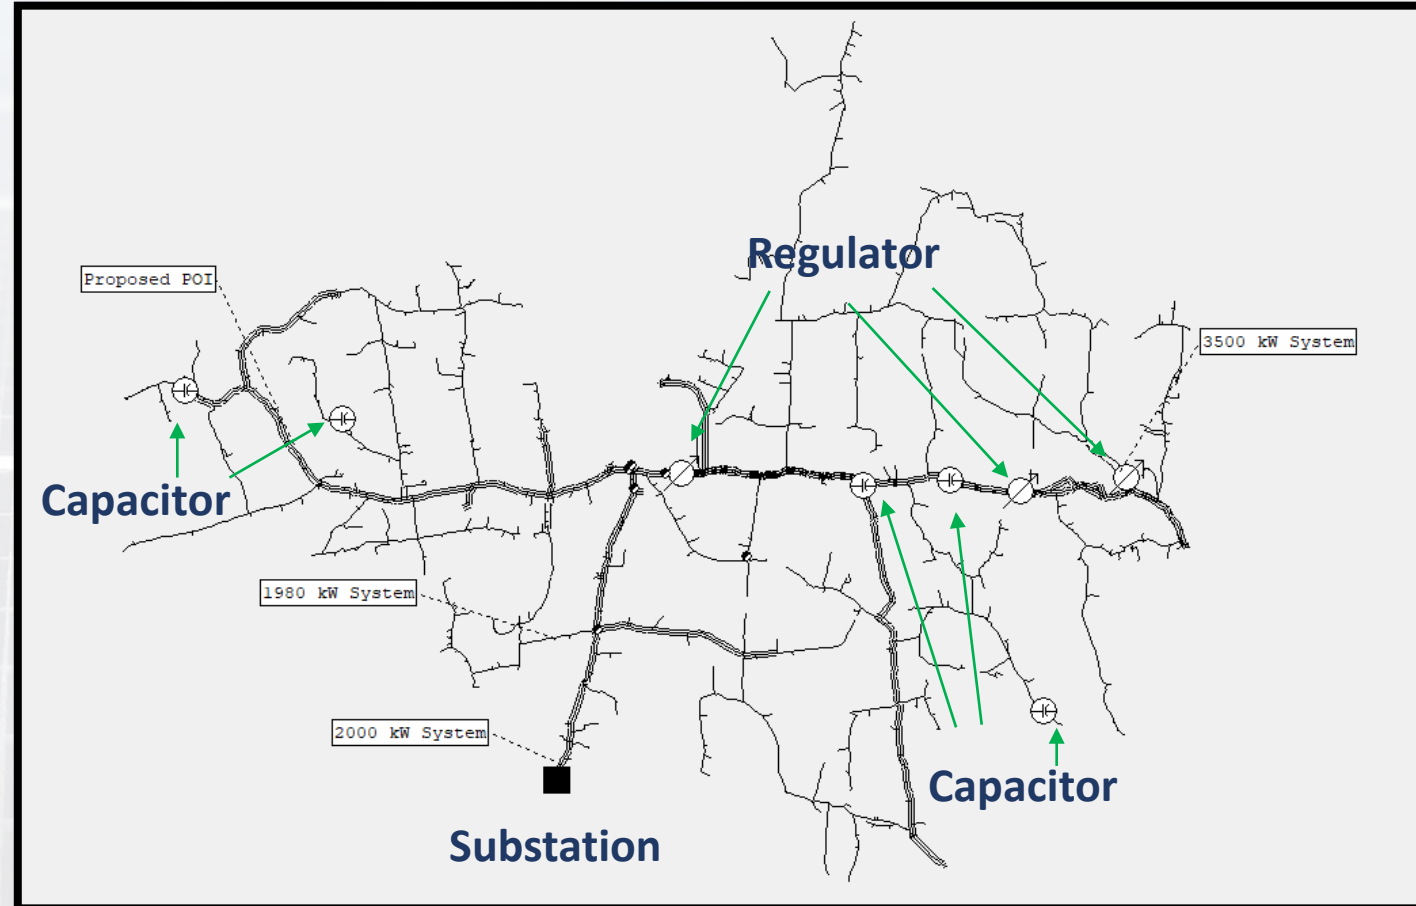 Regulator
Proposed POI
3500 kW System
Capacitor
1980 kW System
2000 kW System
Capacitor
Substation